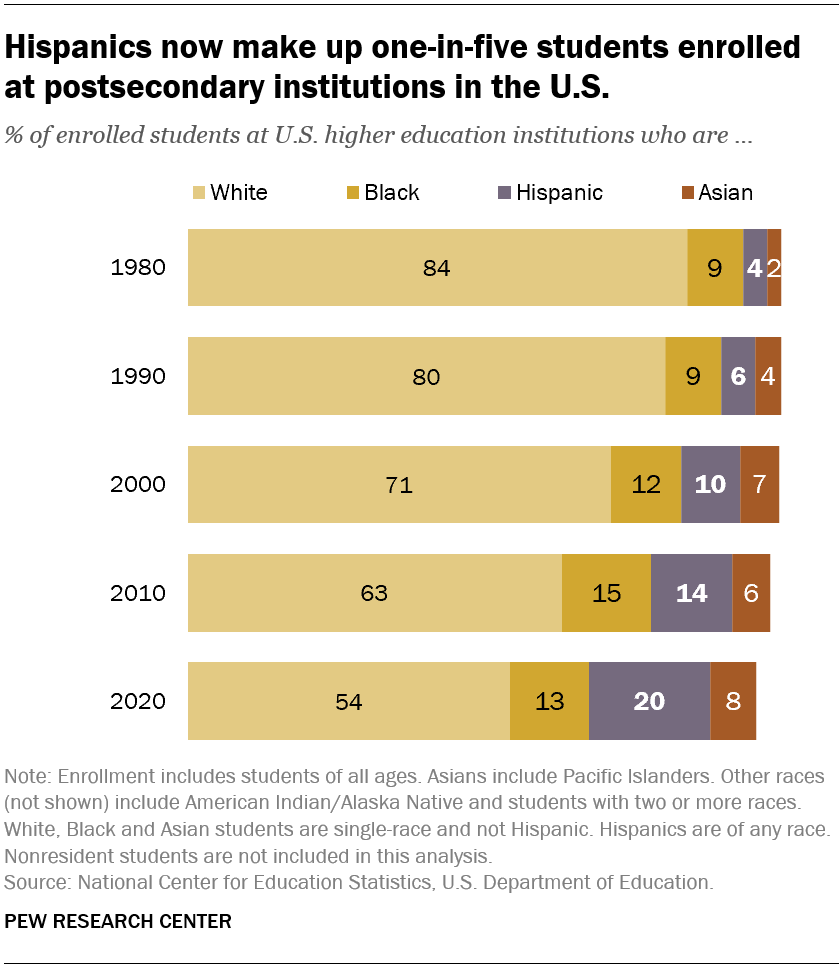 Hispanics now make up one-in-five students enrolled
at postsecondary institutions in the U.S.
% of enrolled students at U.S. higher education institutions who are ...
White Black Hispanic Asian
1980 84 9 4 2
1990 80 9 6 4
2000 71 12 10 7
2010 63 15 14 6
2020 54 13 20 8
Note: Enrollment includes students of all ages. Asians include Pacific Islanders. Other races
(not shown) include American Indian/Alaska Native and students with two or more races.
White, Black and Asian students are single-race and not Hispanic. Hispanics are of any race.
Nonresident students are not included in this analysis.
Source: National Center for Education Statistics, U.S. Department of Education.
PEW RESEARCH CENTER